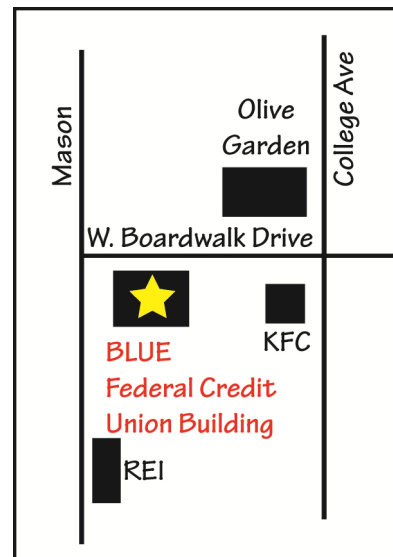 Olive
Garden
College Ave
Mason
W. Boardwalk Drive
KFC
BLUE
Federal Credit
Union Building
REI